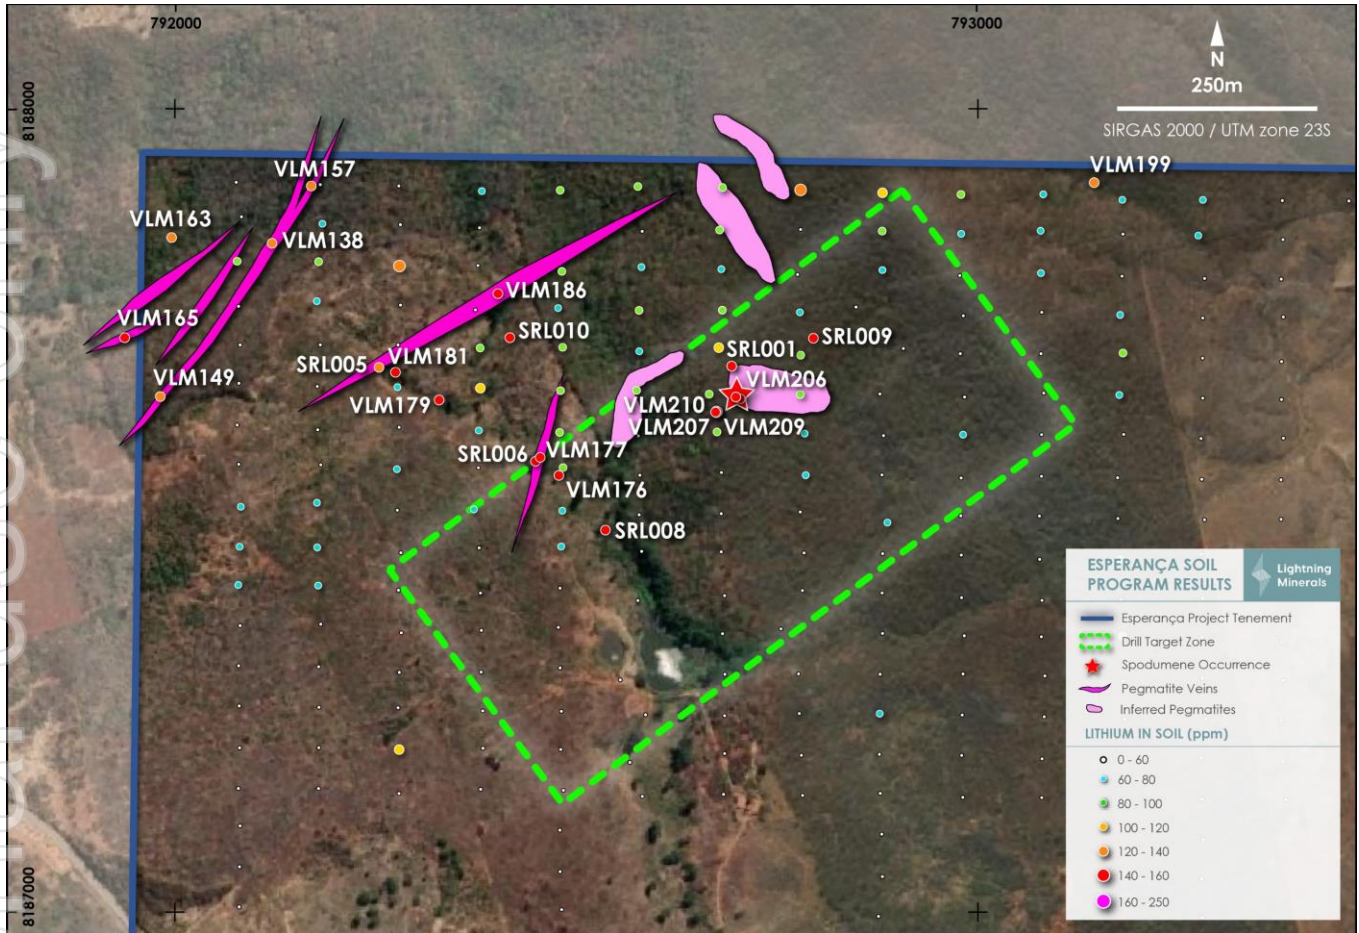 792000
793000
N
250m
SIRGAS 2000 / UTM zone 23S
8188000
VLM157
VLM199
VLM163
VLM138
VLM186
VLM165
SRL010
SRL009
SRL005
VLM181
SRL001
VLM149
VLM206
VLM179
VLM210
VLM207
VLM209
SRL006
VLM177
VLM176
SRL008
ESPERANÇA SOIL
PROGRAM RESULTS
Lightning
Minerals
Esperança Project Tenement
Drill Target Zone
Spodumene Occurrence
Pegmatite Veins
Inferred Pegmatites
LITHIUM IN SOIL (ppm)
0 - 60
60 - 80
80 - 100
100 - 120
120 - 140
140 - 160
160 - 250
8187000